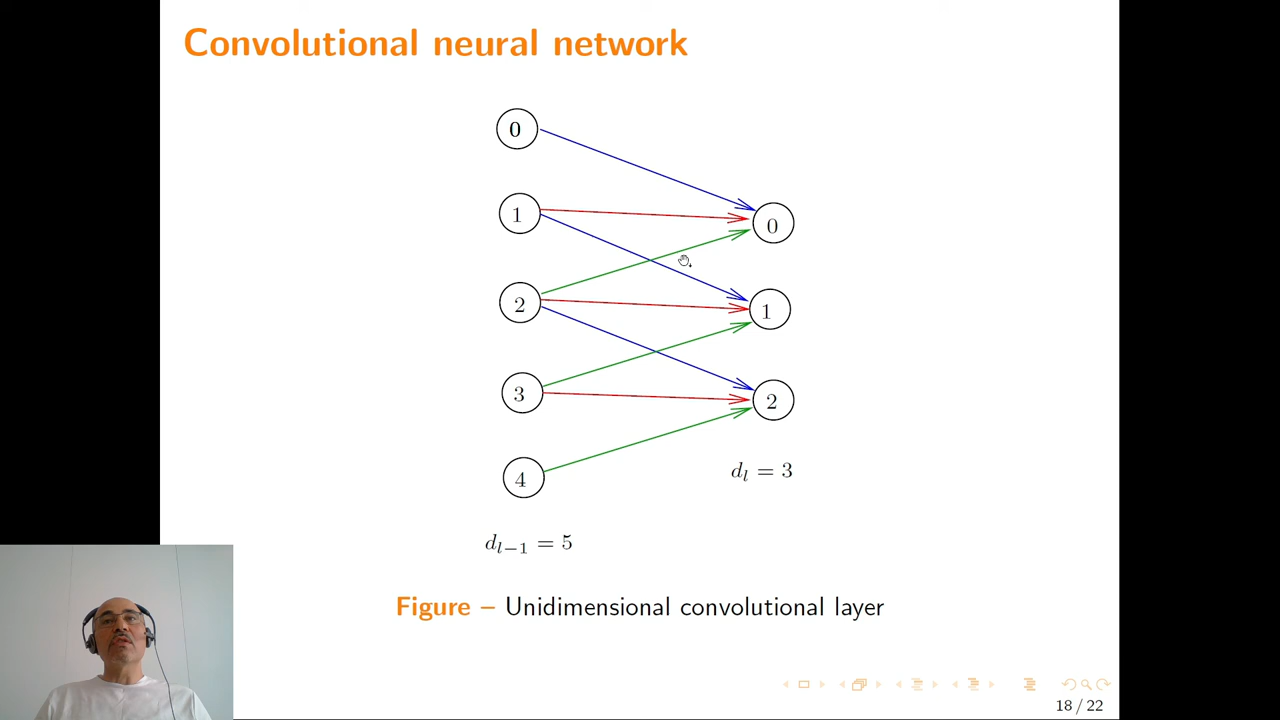 Convolutional neural network
0
1
2
3
4
0
1
2
d_l = 3
d_{l−1} = 5
Figure – Unidimensional convolutional layer
18 / 22